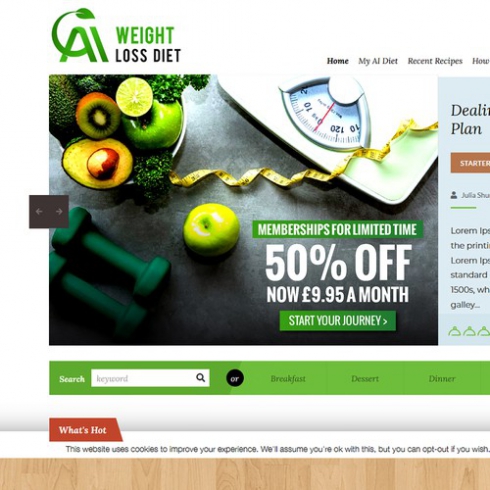 AI WEIGHT
LOSS DIET
Home My AI Diet Recent Recipes How
MEMBERSHIPS FOR LIMITED TIME
50% OFF
NOW £9.95 A MONTH
START YOUR JOURNEY >
Dealin
Plan
STARTER
Julia Shu
Lorem Ips
the printi
Lorem Ips
standard
1500s, wh
galley...
Search keyword or Breakfast Dessert Dinner
What's Hot
This website uses cookies to improve your experience. We'll assume you're ok with this, but you can opt-out if you wish.